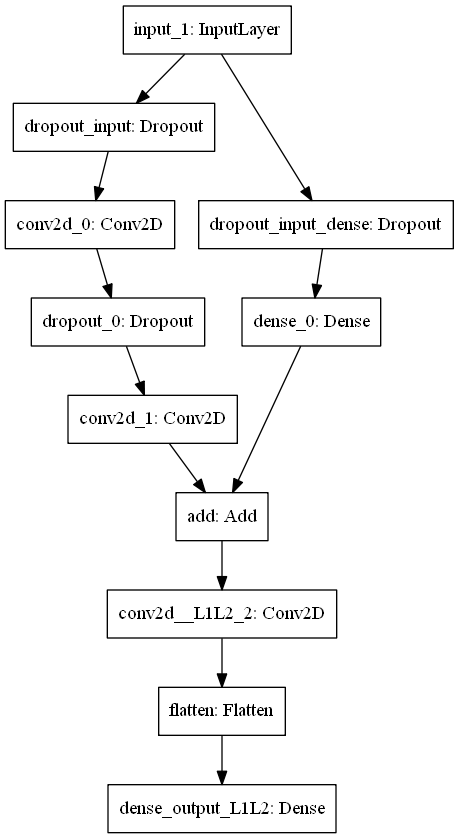 input_1: InputLayer
dropout_input: Dropout
conv2d_0: Conv2D
dropout_input_dense: Dropout
dropout_0: Dropout
dense_0: Dense
conv2d_1: Conv2D
add: Add
conv2d__L1L2_2: Conv2D
flatten: Flatten
dense_output_L1L2: Dense